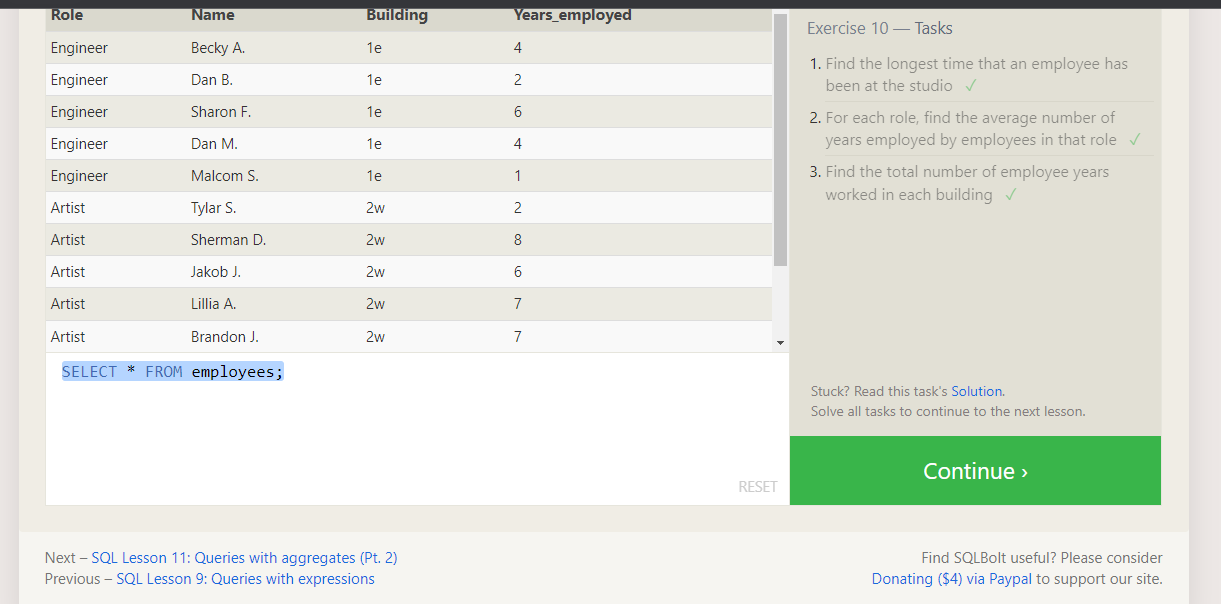 Role Name Building Years_employed
Engineer Becky A. 1e 4
Engineer Dan B. 1e 2
Engineer Sharon F. 1e 6
Engineer Dan M. 1e 4
Engineer Malcom S. 1e 1
Artist Tylar S. 2w 2
Artist Sherman D. 2w 8
Artist Jakob J. 2w 6
Artist Lillia A. 2w 7
Artist Brandon J. 2w 7
SELECT * FROM employees;
RESET
Exercise 10 — Tasks
1. Find the longest time that an employee has
been at the studio ✓
2. For each role, find the average number of
years employed by employees in that role ✓
3. Find the total number of employee years
worked in each building ✓
Stuck? Read this task's Solution.
Solve all tasks to continue to the next lesson.
Continue ›
Next – SQL Lesson 11: Queries with aggregates (Pt. 2)
Previous – SQL Lesson 9: Queries with expressions
Find SQLBolt useful? Please consider
Donating ($4) via Paypal to support our site.